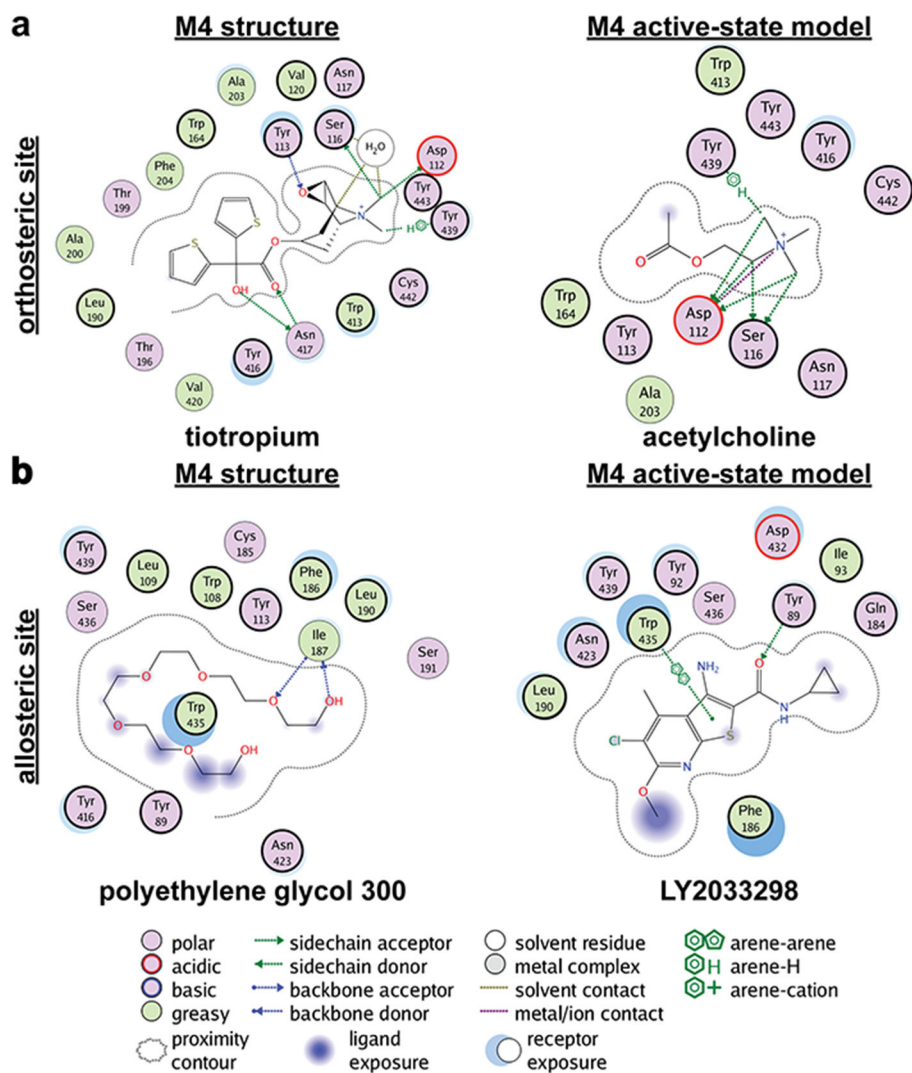 a
M4 structure
M4 active-state model
orthosteric site
Ala 203
Val 120
Asn 117
Trp 164
Tyr 113
Ser 116
H₂O
Asp 112
Phe 204
Tyr 443
Thr 199
Tyr 439
H
Ala 200
Leu 190
Thr 196
Val 420
Tyr 416
Asn 417
Trp 413
Cys 442
S
S
O
O
O
OH
N
+
tiotropium
Trp 413
Tyr 443
Tyr 439
Tyr 416
Cys 442
H
N
+
O
O
Trp 164
Asp 112
Ser 116
Tyr 113
Asn 117
Ala 203
acetylcholine
b
M4 structure
M4 active-state model
allosteric site
Tyr 439
Leu 109
Trp 108
Cys 185
Tyr 113
Phe 186
Leu 190
Ser 436
Ile 187
Ser 191
Trp 435
O
O
O
O
O
OH
OH
Tyr 416
Tyr 89
Asn 423
polyethylene glycol 300
Asp 432
Ile 93
Tyr 439
Tyr 92
Ser 436
Tyr 89
Gln 184
Asn 423
Trp 435
Leu 190
NH₂
O
N
H
Cl
S
N
O
Phe 186
LY2033298
polar
acidic
basic
greasy
proximity contour
sidechain acceptor
sidechain donor
backbone acceptor
backbone donor
ligand exposure
solvent residue
metal complex
solvent contact
metal/ion contact
receptor exposure
arene-arene
H arene-H
+ arene-cation